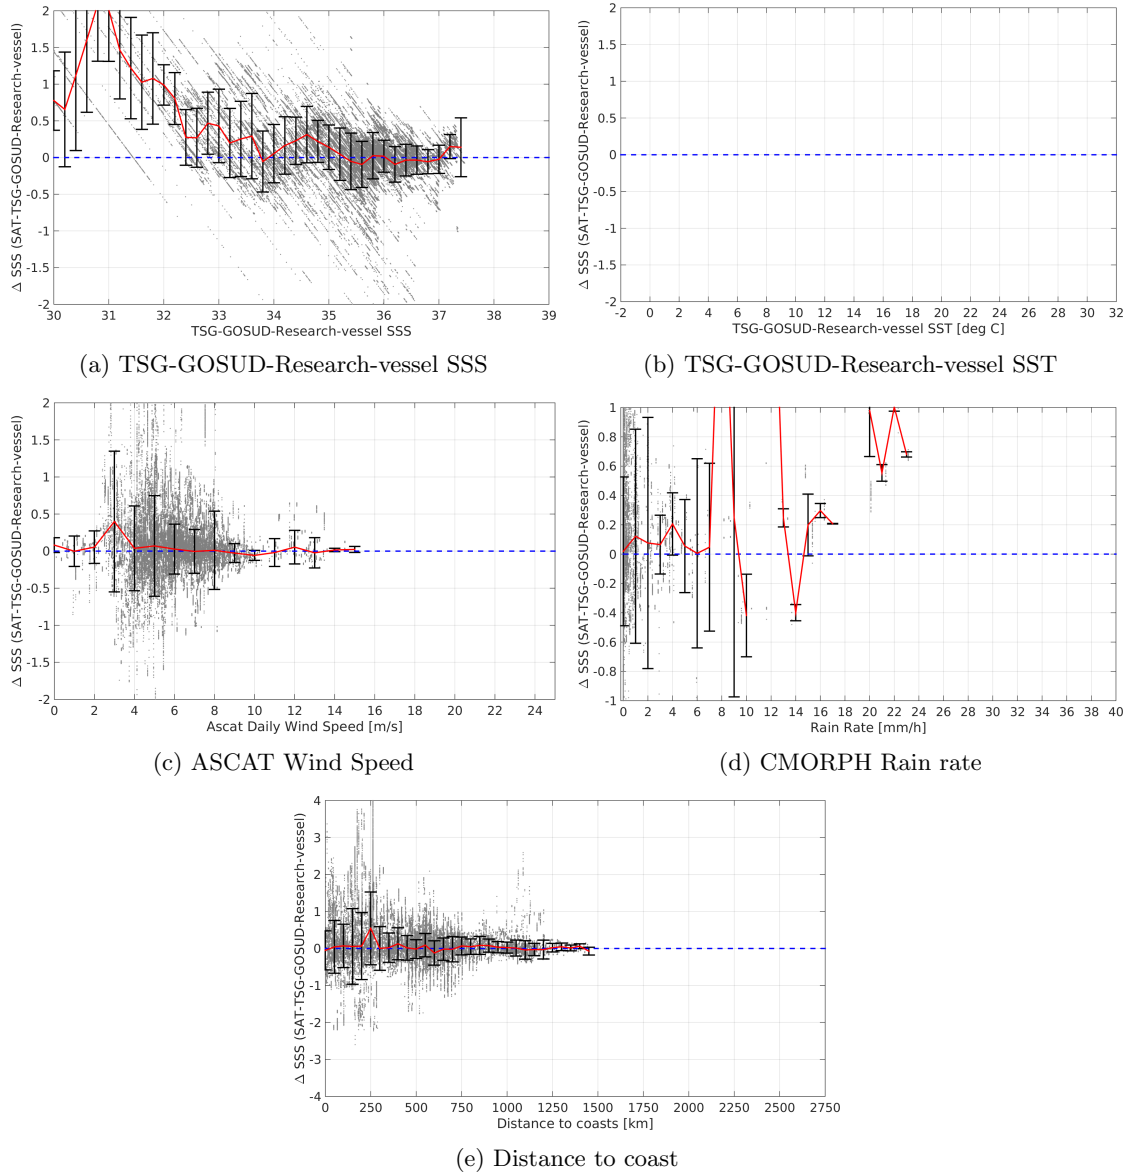 2
1.5
1
0.5
0
-0.5
-1
-1.5
-2
Δ SSS (SAT-TSG-GOSUD-Research-vessel)
30 31 32 33 34 35 36 37 38 39
TSG-GOSUD-Research-vessel SSS
(a) TSG-GOSUD-Research-vessel SSS
2
1.5
1
0.5
0
-0.5
-1
-1.5
-2
Δ SSS (SAT-TSG-GOSUD-Research-vessel)
-2 0 2 4 6 8 10 12 14 16 18 20 22 24 26 28 30 32
TSG-GOSUD-Research-vessel SST [deg C]
(b) TSG-GOSUD-Research-vessel SST
2
1.5
1
0.5
0
-0.5
-1
-1.5
-2
Δ SSS (SAT-TSG-GOSUD-Research-vessel)
0 2 4 6 8 10 12 14 16 18 20 22 24
Ascat Daily Wind Speed [m/s]
(c) ASCAT Wind Speed
1
0.8
0.6
0.4
0.2
0
-0.2
-0.4
-0.6
-0.8
-1
Δ SSS (SAT-TSG-GOSUD-Research-vessel)
0 2 4 6 8 10 12 14 16 18 20 22 24 26 28 30 32 34 36 38 40
Rain Rate [mm/h]
(d) CMORPH Rain rate
4
3
2
1
0
-1
-2
-3
-4
Δ SSS (SAT-TSG-GOSUD-Research-vessel)
0 250 500 750 1000 1250 1500 1750 2000 2250 2500 2750
Distance to coasts [km]
(e) Distance to coast